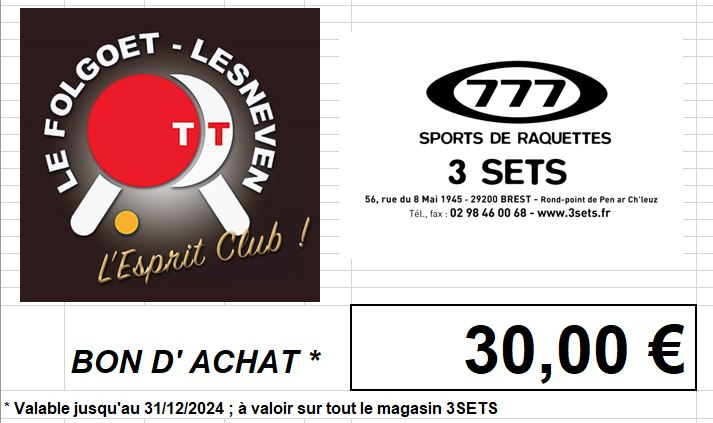 LE FOLGOET - LESNEVEN
T T
L'Esprit Club !
777
SPORTS DE RAQUETTES
3 SETS
56, rue du 8 Mai 1945 - 29200 BREST - Rond-point de Pen ar Ch'leuz
Tél., fax : 02 98 46 00 68 - www.3sets.fr
BON D' ACHAT *
30,00 €
* Valable jusqu'au 31/12/2024 ; à valoir sur tout le magasin 3SETS